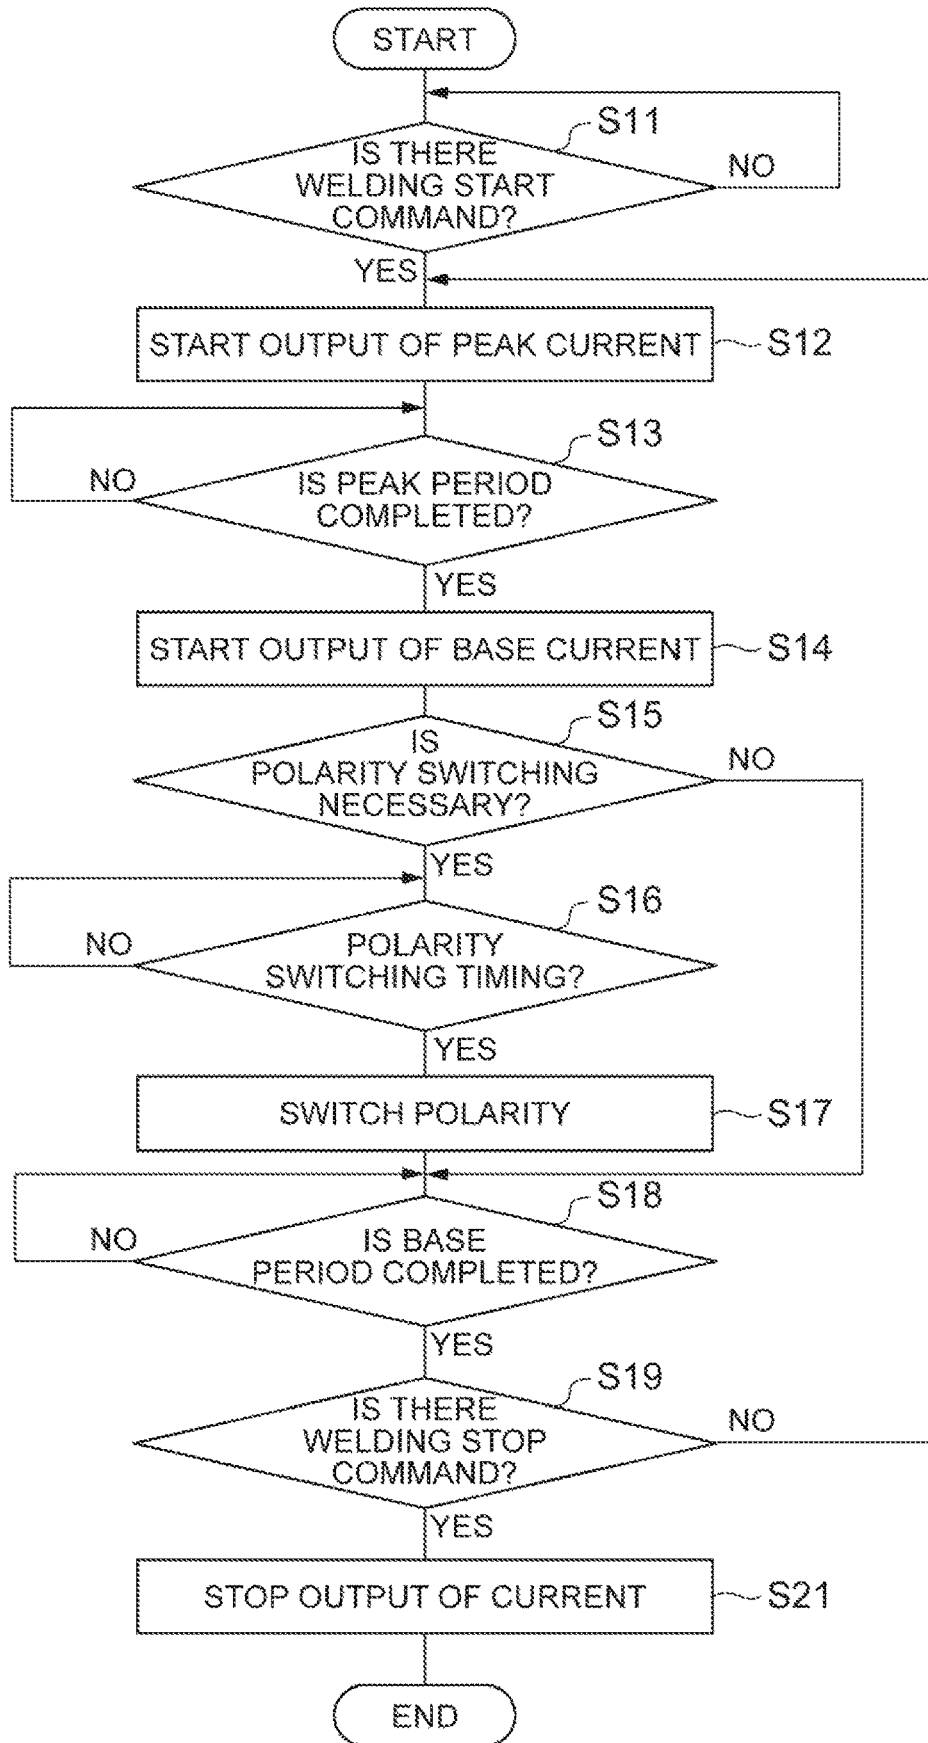 START
S11
IS THERE
WELDING START
COMMAND?
NO
YES
START OUTPUT OF PEAK CURRENT
S12
S13
NO
IS PEAK PERIOD
COMPLETED?
YES
START OUTPUT OF BASE CURRENT
S14
S15
IS
POLARITY SWITCHING
NECESSARY?
NO
YES
S16
NO
POLARITY
SWITCHING TIMING?
YES
SWITCH POLARITY
S17
S18
NO
IS BASE
PERIOD COMPLETED?
YES
S19
IS THERE
WELDING STOP
COMMAND?
NO
YES
STOP OUTPUT OF CURRENT
S21
END